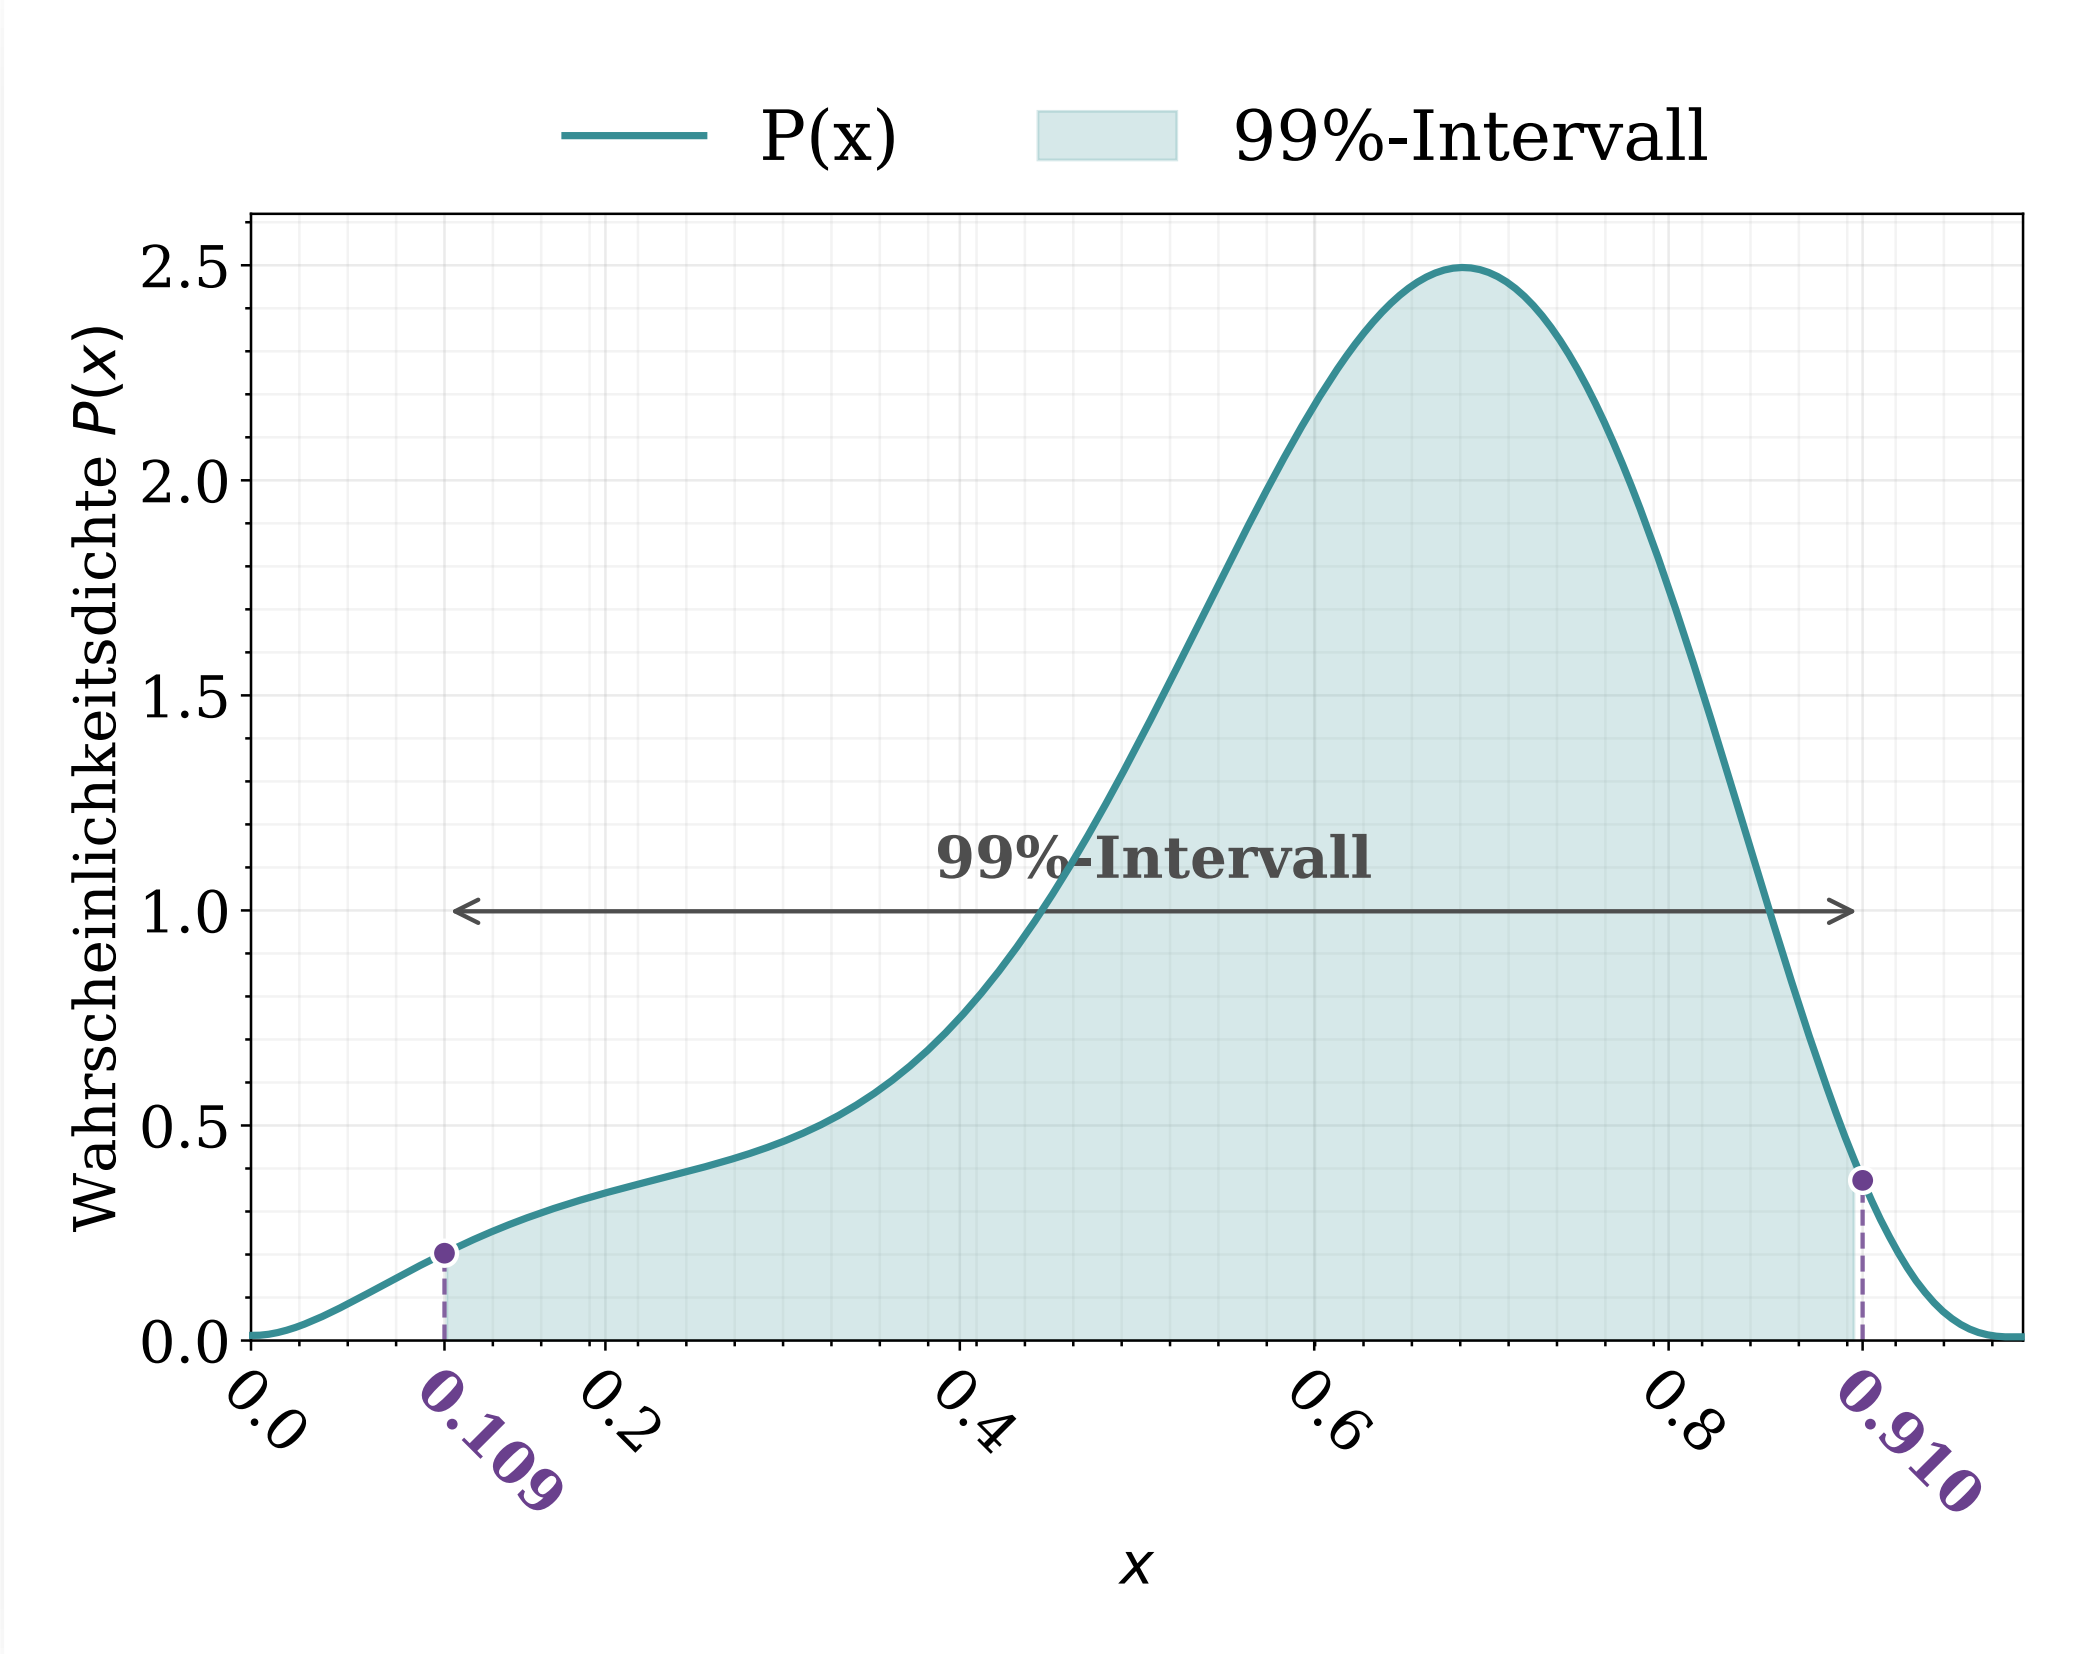 P(x) 99%-Intervall
Wahrscheinlichkeitsdichte P(x)
2.5
2.0
1.5
1.0
0.5
0.0
99%-Intervall
0.0 0.109 0.2 0.4 0.6 0.8 0.910
x